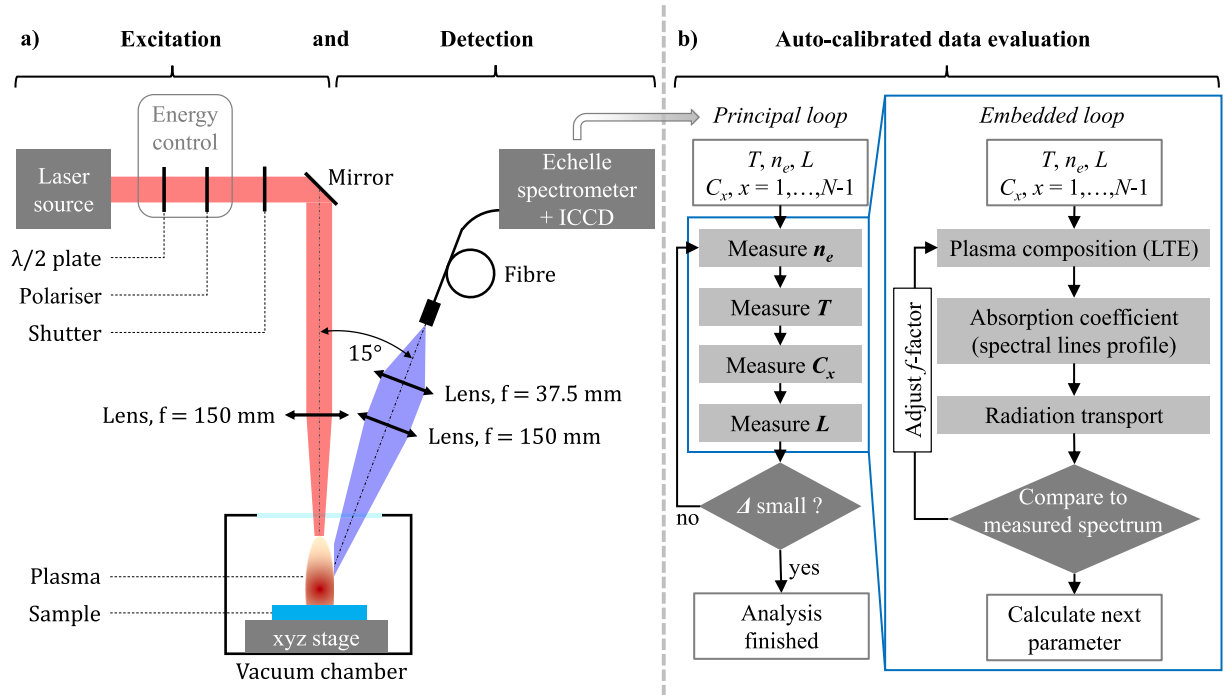 a)
Excitation
and
Detection
Energy
control
Laser
source
Mirror
λ/2 plate
Polariser
Shutter
Echelle
spectrometer
+ ICCD
Fibre
15°
Lens, f = 37.5 mm
Lens, f = 150 mm
Lens, f = 150 mm
Plasma
Sample
xyz stage
Vacuum chamber
b)
Auto-calibrated data evaluation
Principal loop
T, nₑ, L
Cₓ, x = 1,…,N-1
Measure nₑ
Measure T
Measure Cₓ
Measure L
Δ small ?
no
yes
Analysis
finished
Embedded loop
T, nₑ, L
Cₓ, x = 1,…,N-1
Plasma composition (LTE)
Absorption coefficient
(spectral lines profile)
Radiation transport
Adjust f-factor
Compare to
measured spectrum
Calculate next
parameter